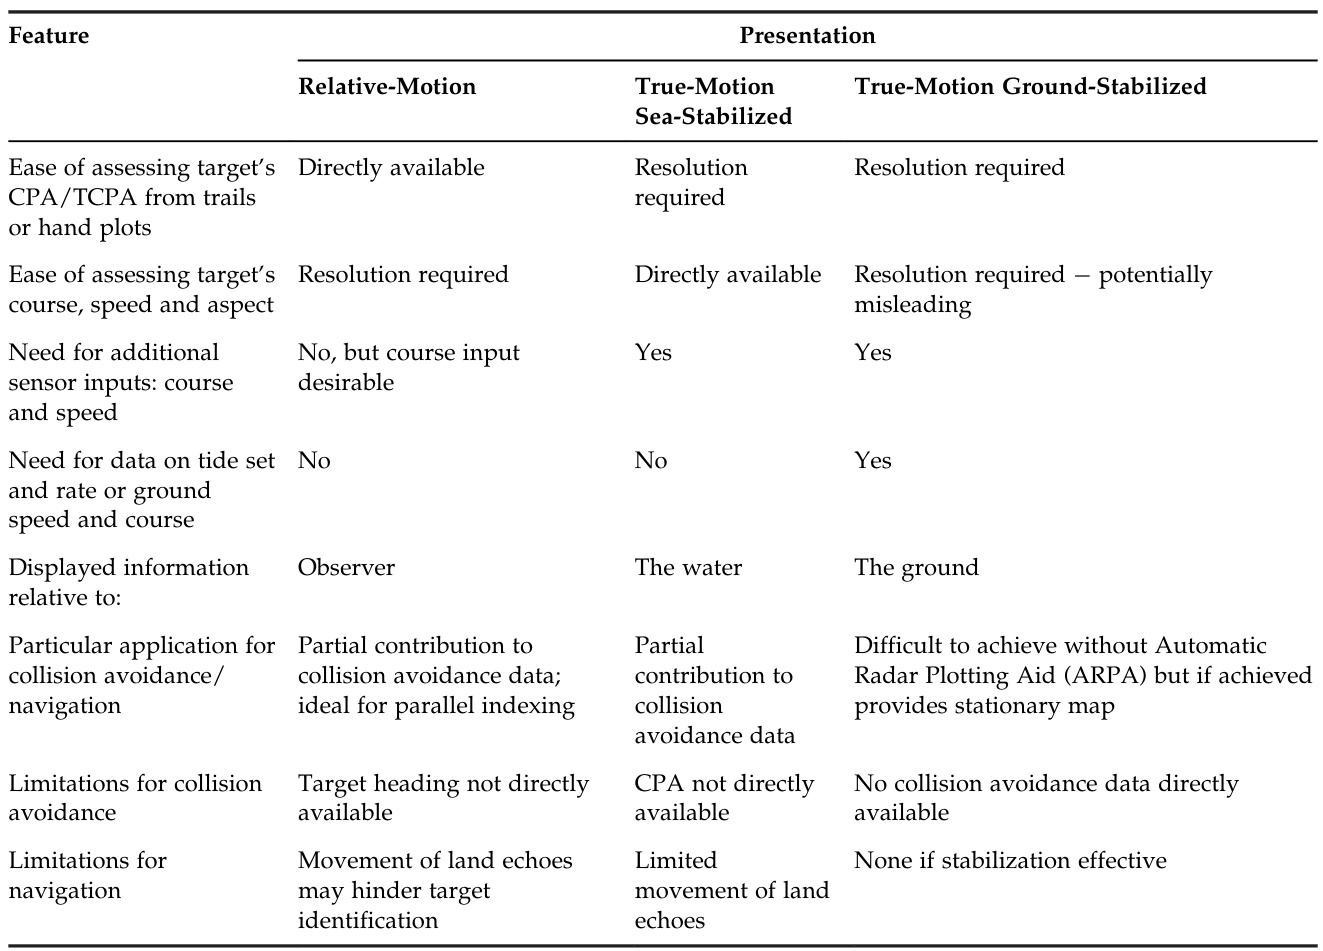 Feature Presentation
Relative-Motion True-Motion Sea-Stabilized True-Motion Ground-Stabilized
Ease of assessing target’s CPA/TCPA from trails or hand plots Directly available Resolution required Resolution required
Ease of assessing target’s course, speed and aspect Resolution required Directly available Resolution required − potentially misleading
Need for additional sensor inputs: course and speed No, but course input desirable Yes Yes
Need for data on tide set and rate or ground speed and course No No Yes
Displayed information relative to: Observer The water The ground
Particular application for collision avoidance/ navigation Partial contribution to collision avoidance data; ideal for parallel indexing Partial contribution to collision avoidance data Difficult to achieve without Automatic Radar Plotting Aid (ARPA) but if achieved provides stationary map
Limitations for collision avoidance Target heading not directly available CPA not directly available No collision avoidance data directly available
Limitations for navigation Movement of land echoes may hinder target identification Limited movement of land echoes None if stabilization effective